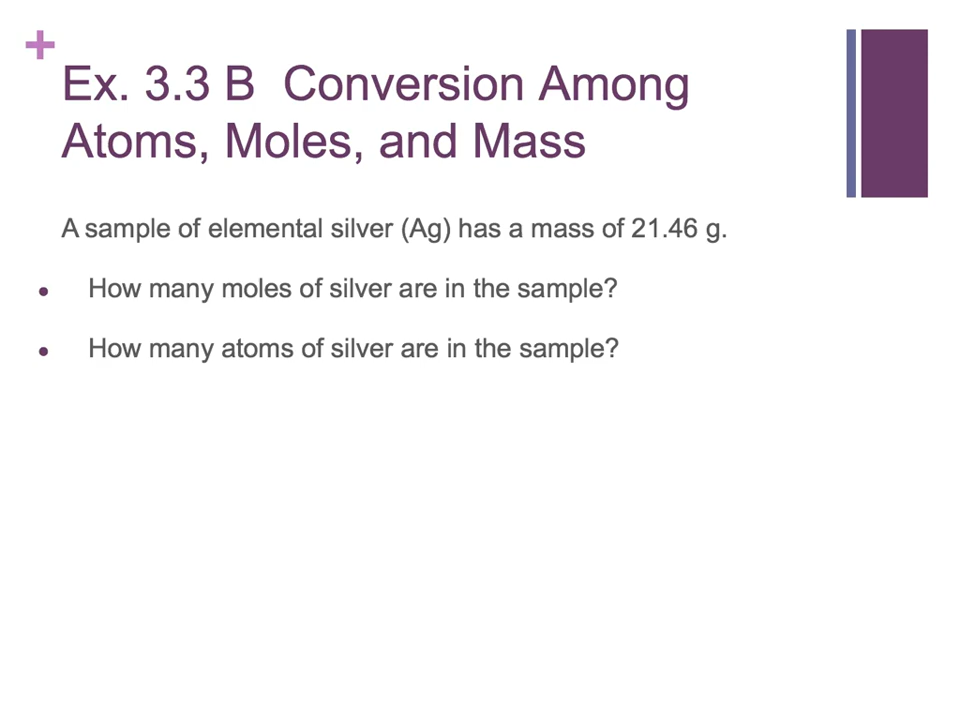 +
Ex. 3.3 B  Conversion Among
Atoms, Moles, and Mass
A sample of elemental silver (Ag) has a mass of 21.46 g.
• How many moles of silver are in the sample?
• How many atoms of silver are in the sample?